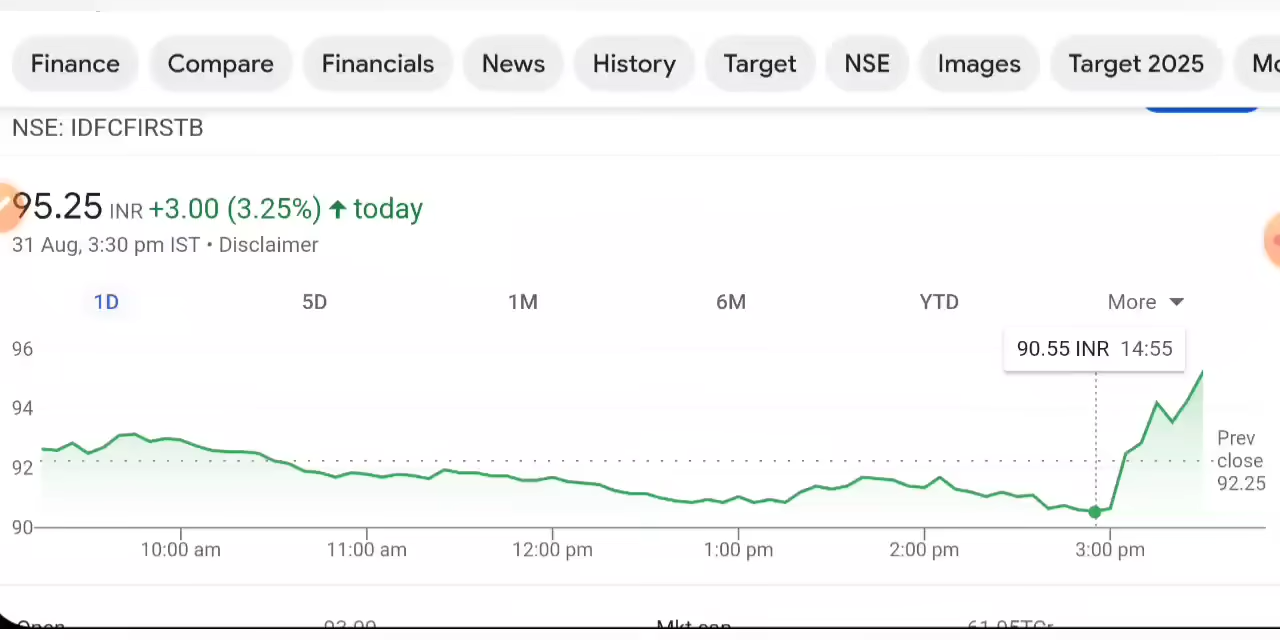 Finance Compare Financials News History Target NSE Images Target 2025
NSE: IDFCFIRSTB
95.25 INR +3.00 (3.25%) ↑ today
31 Aug, 3:30 pm IST • Disclaimer
1D 5D 1M 6M YTD More
90.55 INR 14:55
96
94
92
90
Prev
close
92.25
10:00 am 11:00 am 12:00 pm 1:00 pm 2:00 pm 3:00 pm
Open Mkt cap